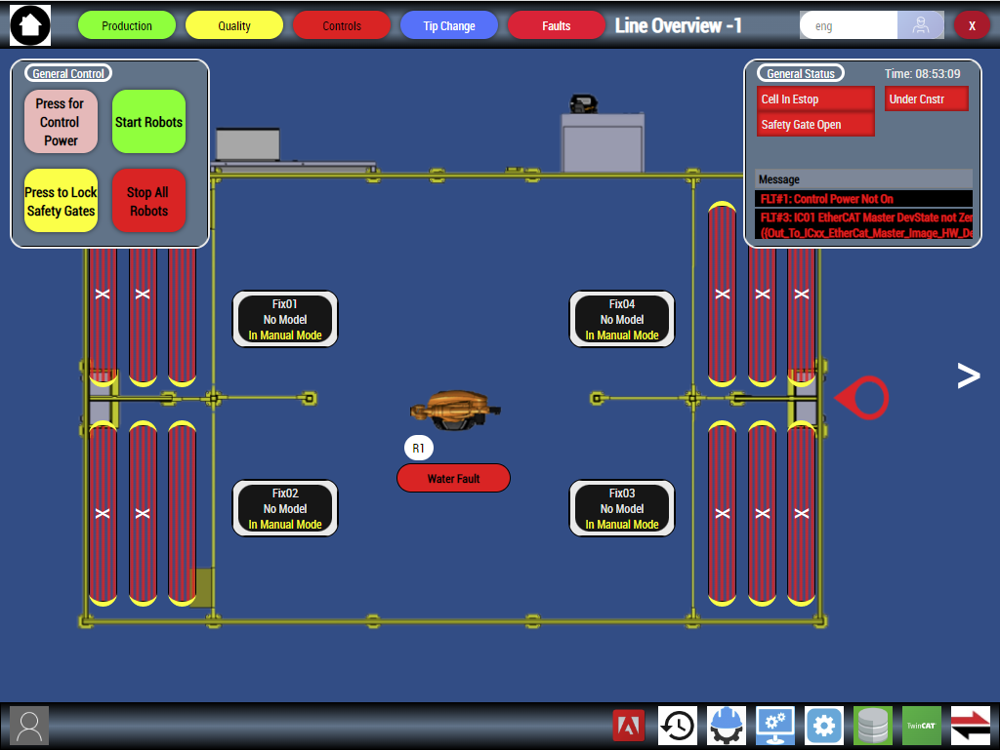 Production
Quality
Controls
Tip Change
Faults
Line Overview -1
eng
X
General Control
Press for
Control
Power
Start Robots
Press to Lock
Safety Gates
Stop All
Robots
General Status
Time: 08:53:09
Cell In Estop
Under Cnstr
Safety Gate Open
Message
FLT#1: Control Power Not On
FLT#3: IC01 EtherCAT Master DevState not Zer
({Out_To_ICxx_EtherCat_Master_Image_HW_De
X
X
X
X
X
Fix01
No Model
In Manual Mode
Fix04
No Model
In Manual Mode
>
R1
Water Fault
Fix02
No Model
In Manual Mode
Fix03
No Model
In Manual Mode
X
X
X
X
X
TwinCAT